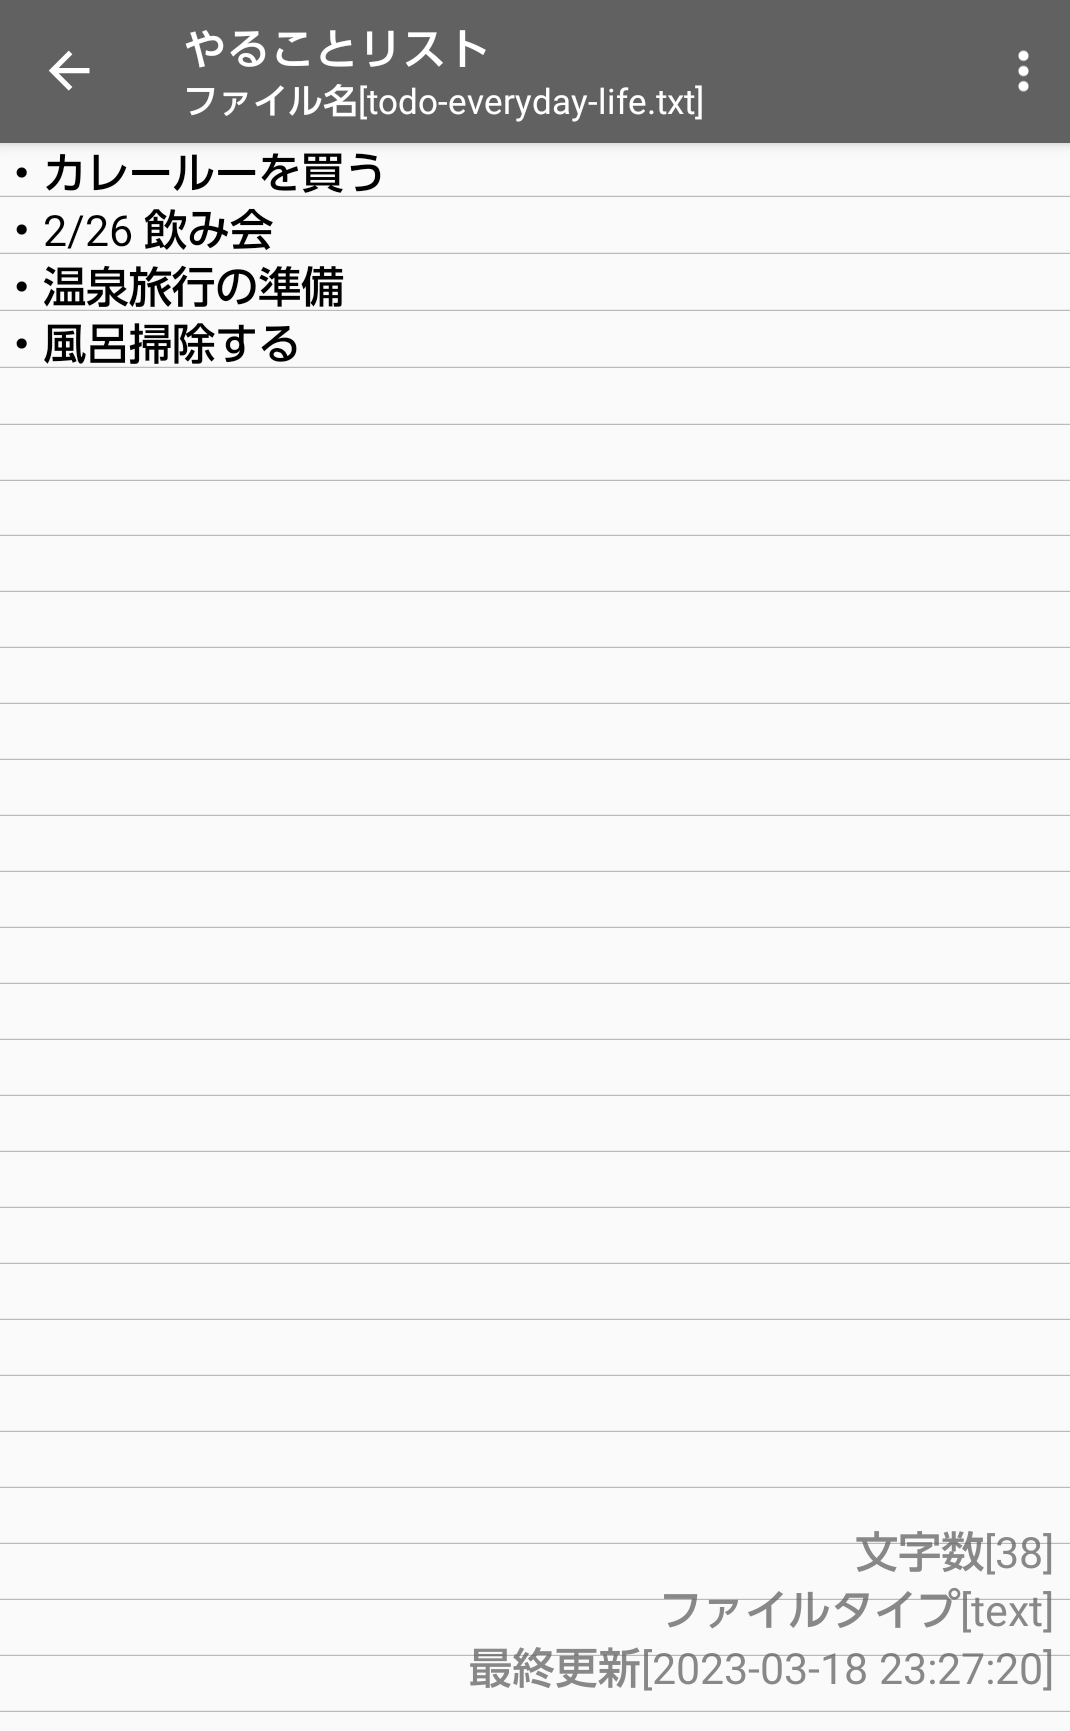 やることリスト
ファイル名[todo-everyday-life.txt]
・カレールーを買う
・2/26 飲み会
・温泉旅行の準備
・風呂掃除する
文字数[38]
ファイルタイプ[text]
最終更新[2023-03-18 23:27:20]